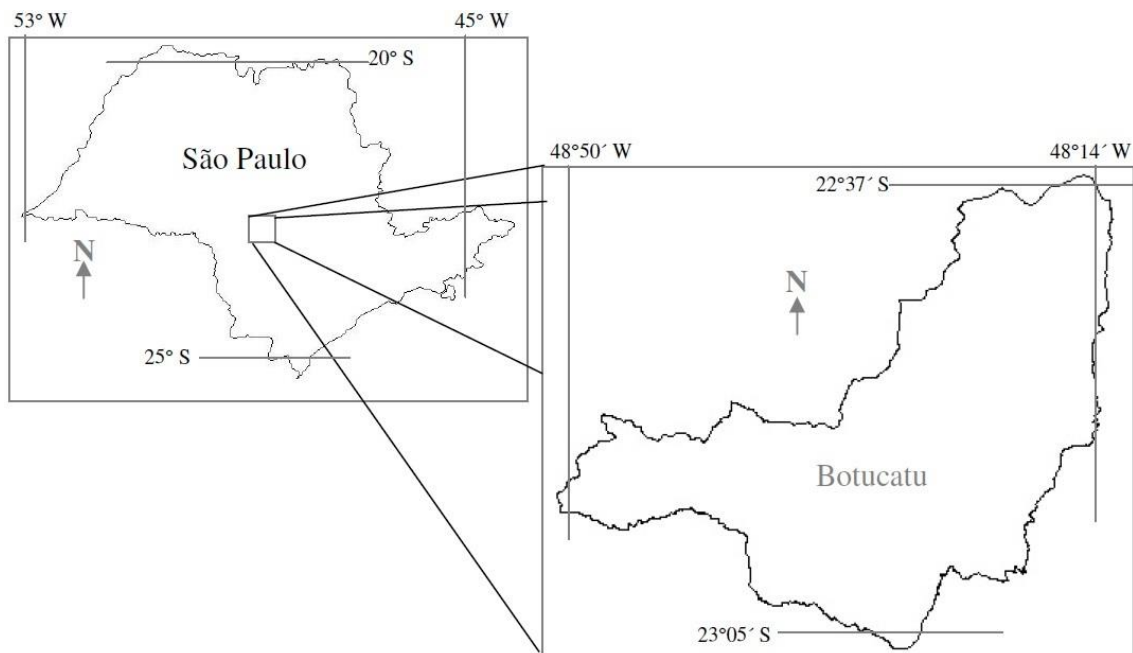 53° W
45° W
20° S
São Paulo
N
25° S
48°50´ W
48°14´ W
22°37´ S
N
Botucatu
23°05´ S